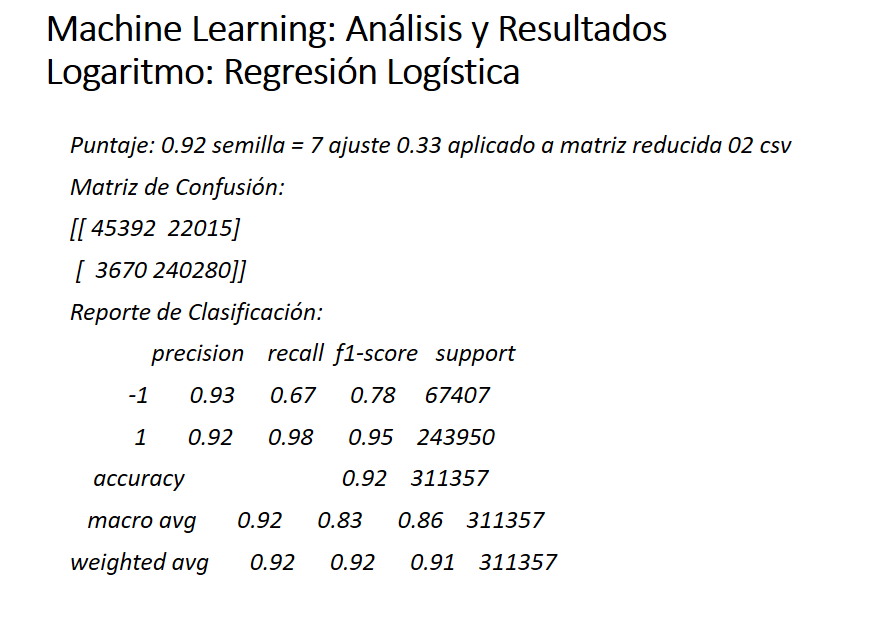 Machine Learning: Análisis y Resultados
Logaritmo: Regresión Logística
Puntaje: 0.92 semilla = 7 ajuste 0.33 aplicado a matriz reducida 02 csv
Matriz de Confusión:
[[ 45392 22015]
[ 3670 240280]]
Reporte de Clasificación:
precision recall f1-score support
-1 0.93 0.67 0.78 67407
1 0.92 0.98 0.95 243950
accuracy 0.92 311357
macro avg 0.92 0.83 0.86 311357
weighted avg 0.92 0.92 0.91 311357